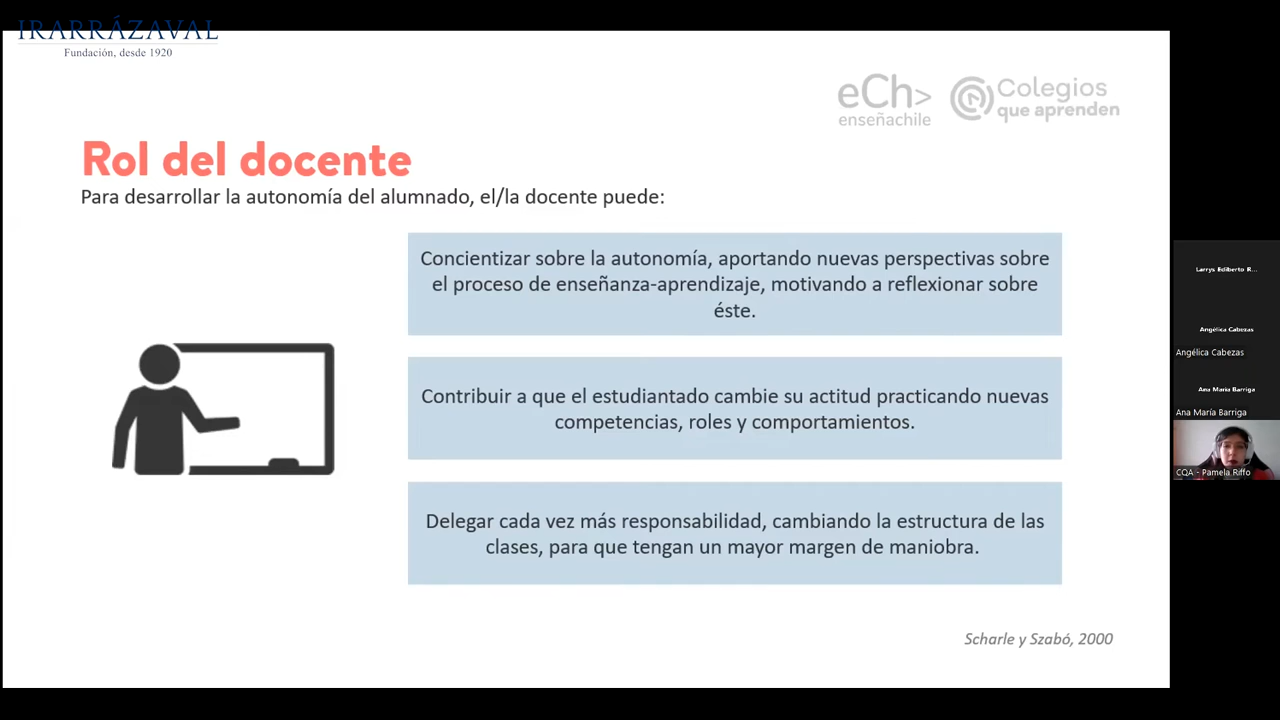 IRARRÁZAVAL
Fundación, desde 1920
eCh>
enseñachile
Colegios
que aprenden
Rol del docente
Para desarrollar la autonomía del alumnado, el/la docente puede:
Concientizar sobre la autonomía, aportando nuevas perspectivas sobre
el proceso de enseñanza-aprendizaje, motivando a reflexionar sobre
éste.
Contribuir a que el estudiantado cambie su actitud practicando nuevas
competencias, roles y comportamientos.
Delegar cada vez más responsabilidad, cambiando la estructura de las
clases, para que tengan un mayor margen de maniobra.
Scharle y Szabó, 2000
Larrys Ediberto R...
Angélica Cabezas
Angélica Cabezas
Ana María Barriga
Ana María Barriga
CQA - Pamela Riffo